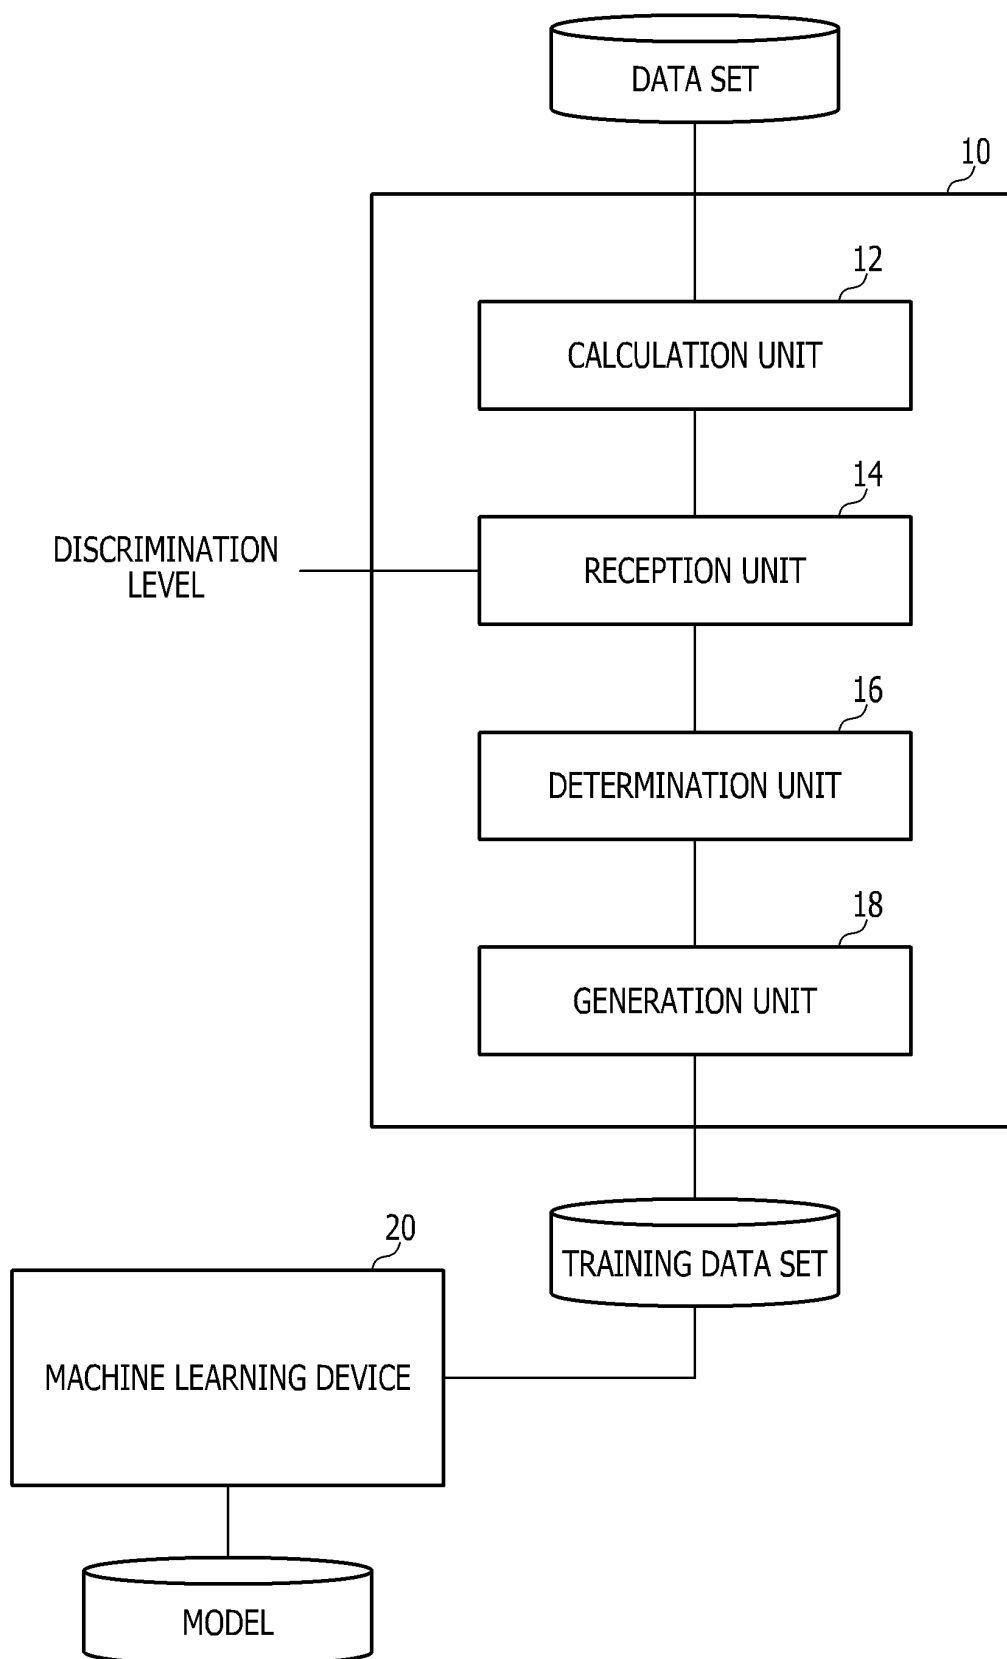 DATA SET
10
12
CALCULATION UNIT
14
DISCRIMINATION
LEVEL
RECEPTION UNIT
16
DETERMINATION UNIT
18
GENERATION UNIT
TRAINING DATA SET
20
MACHINE LEARNING DEVICE
MODEL